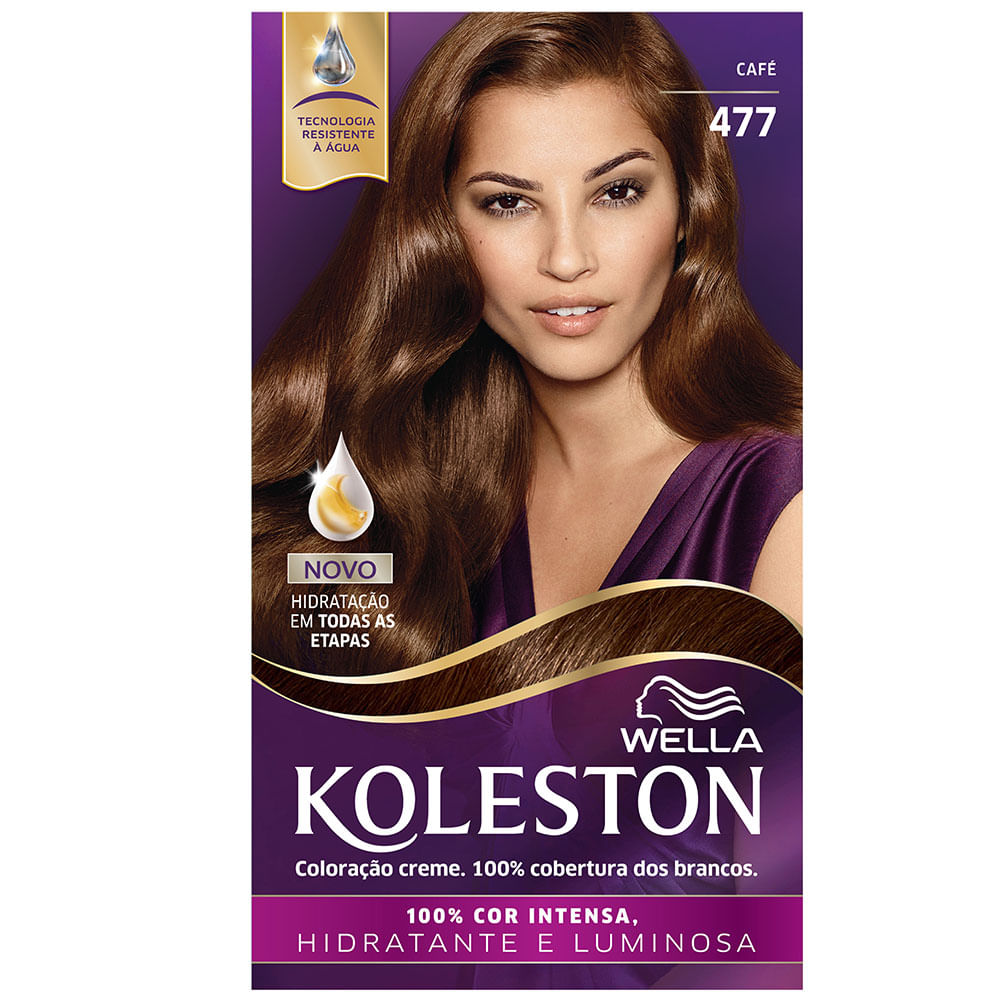 TECNOLOGIA
RESISTENTE
À ÁGUA
CAFÉ
477
NOVO
HIDRATAÇÃO
EM TODAS AS
ETAPAS
WELLA
KOLESTON
Coloração creme. 100% cobertura dos brancos.
100% COR INTENSA,
HIDRATANTE E LUMINOSA